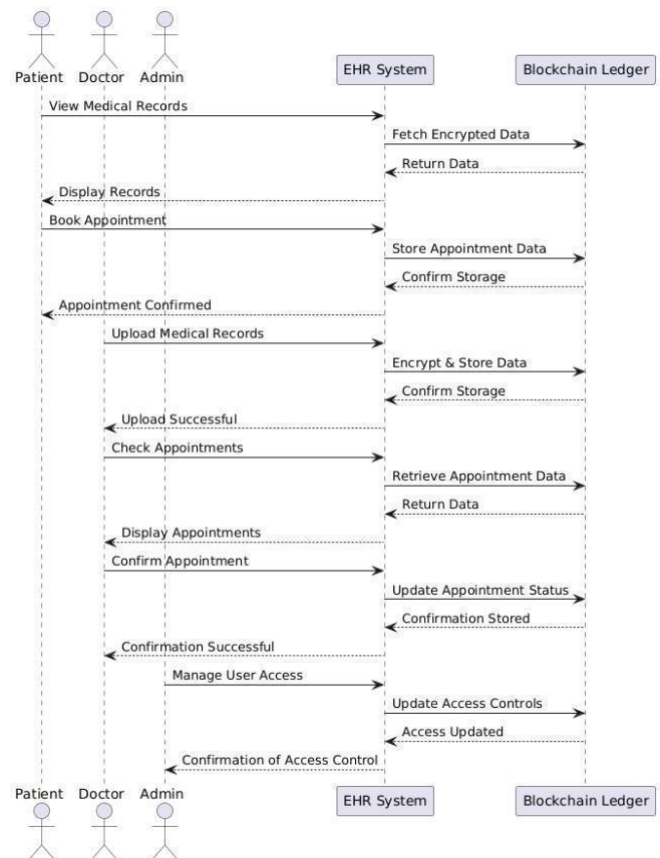 Patient Doctor Admin EHR System Blockchain Ledger
View Medical Records
Fetch Encrypted Data
Return Data
Display Records
Book Appointment
Store Appointment Data
Confirm Storage
Appointment Confirmed
Upload Medical Records
Encrypt & Store Data
Confirm Storage
Upload Successful
Check Appointments
Retrieve Appointment Data
Return Data
Display Appointments
Confirm Appointment
Update Appointment Status
Confirmation Stored
Confirmation Successful
Manage User Access
Update Access Controls
Access Updated
Confirmation of Access Control
Patient Doctor Admin EHR System Blockchain Ledger